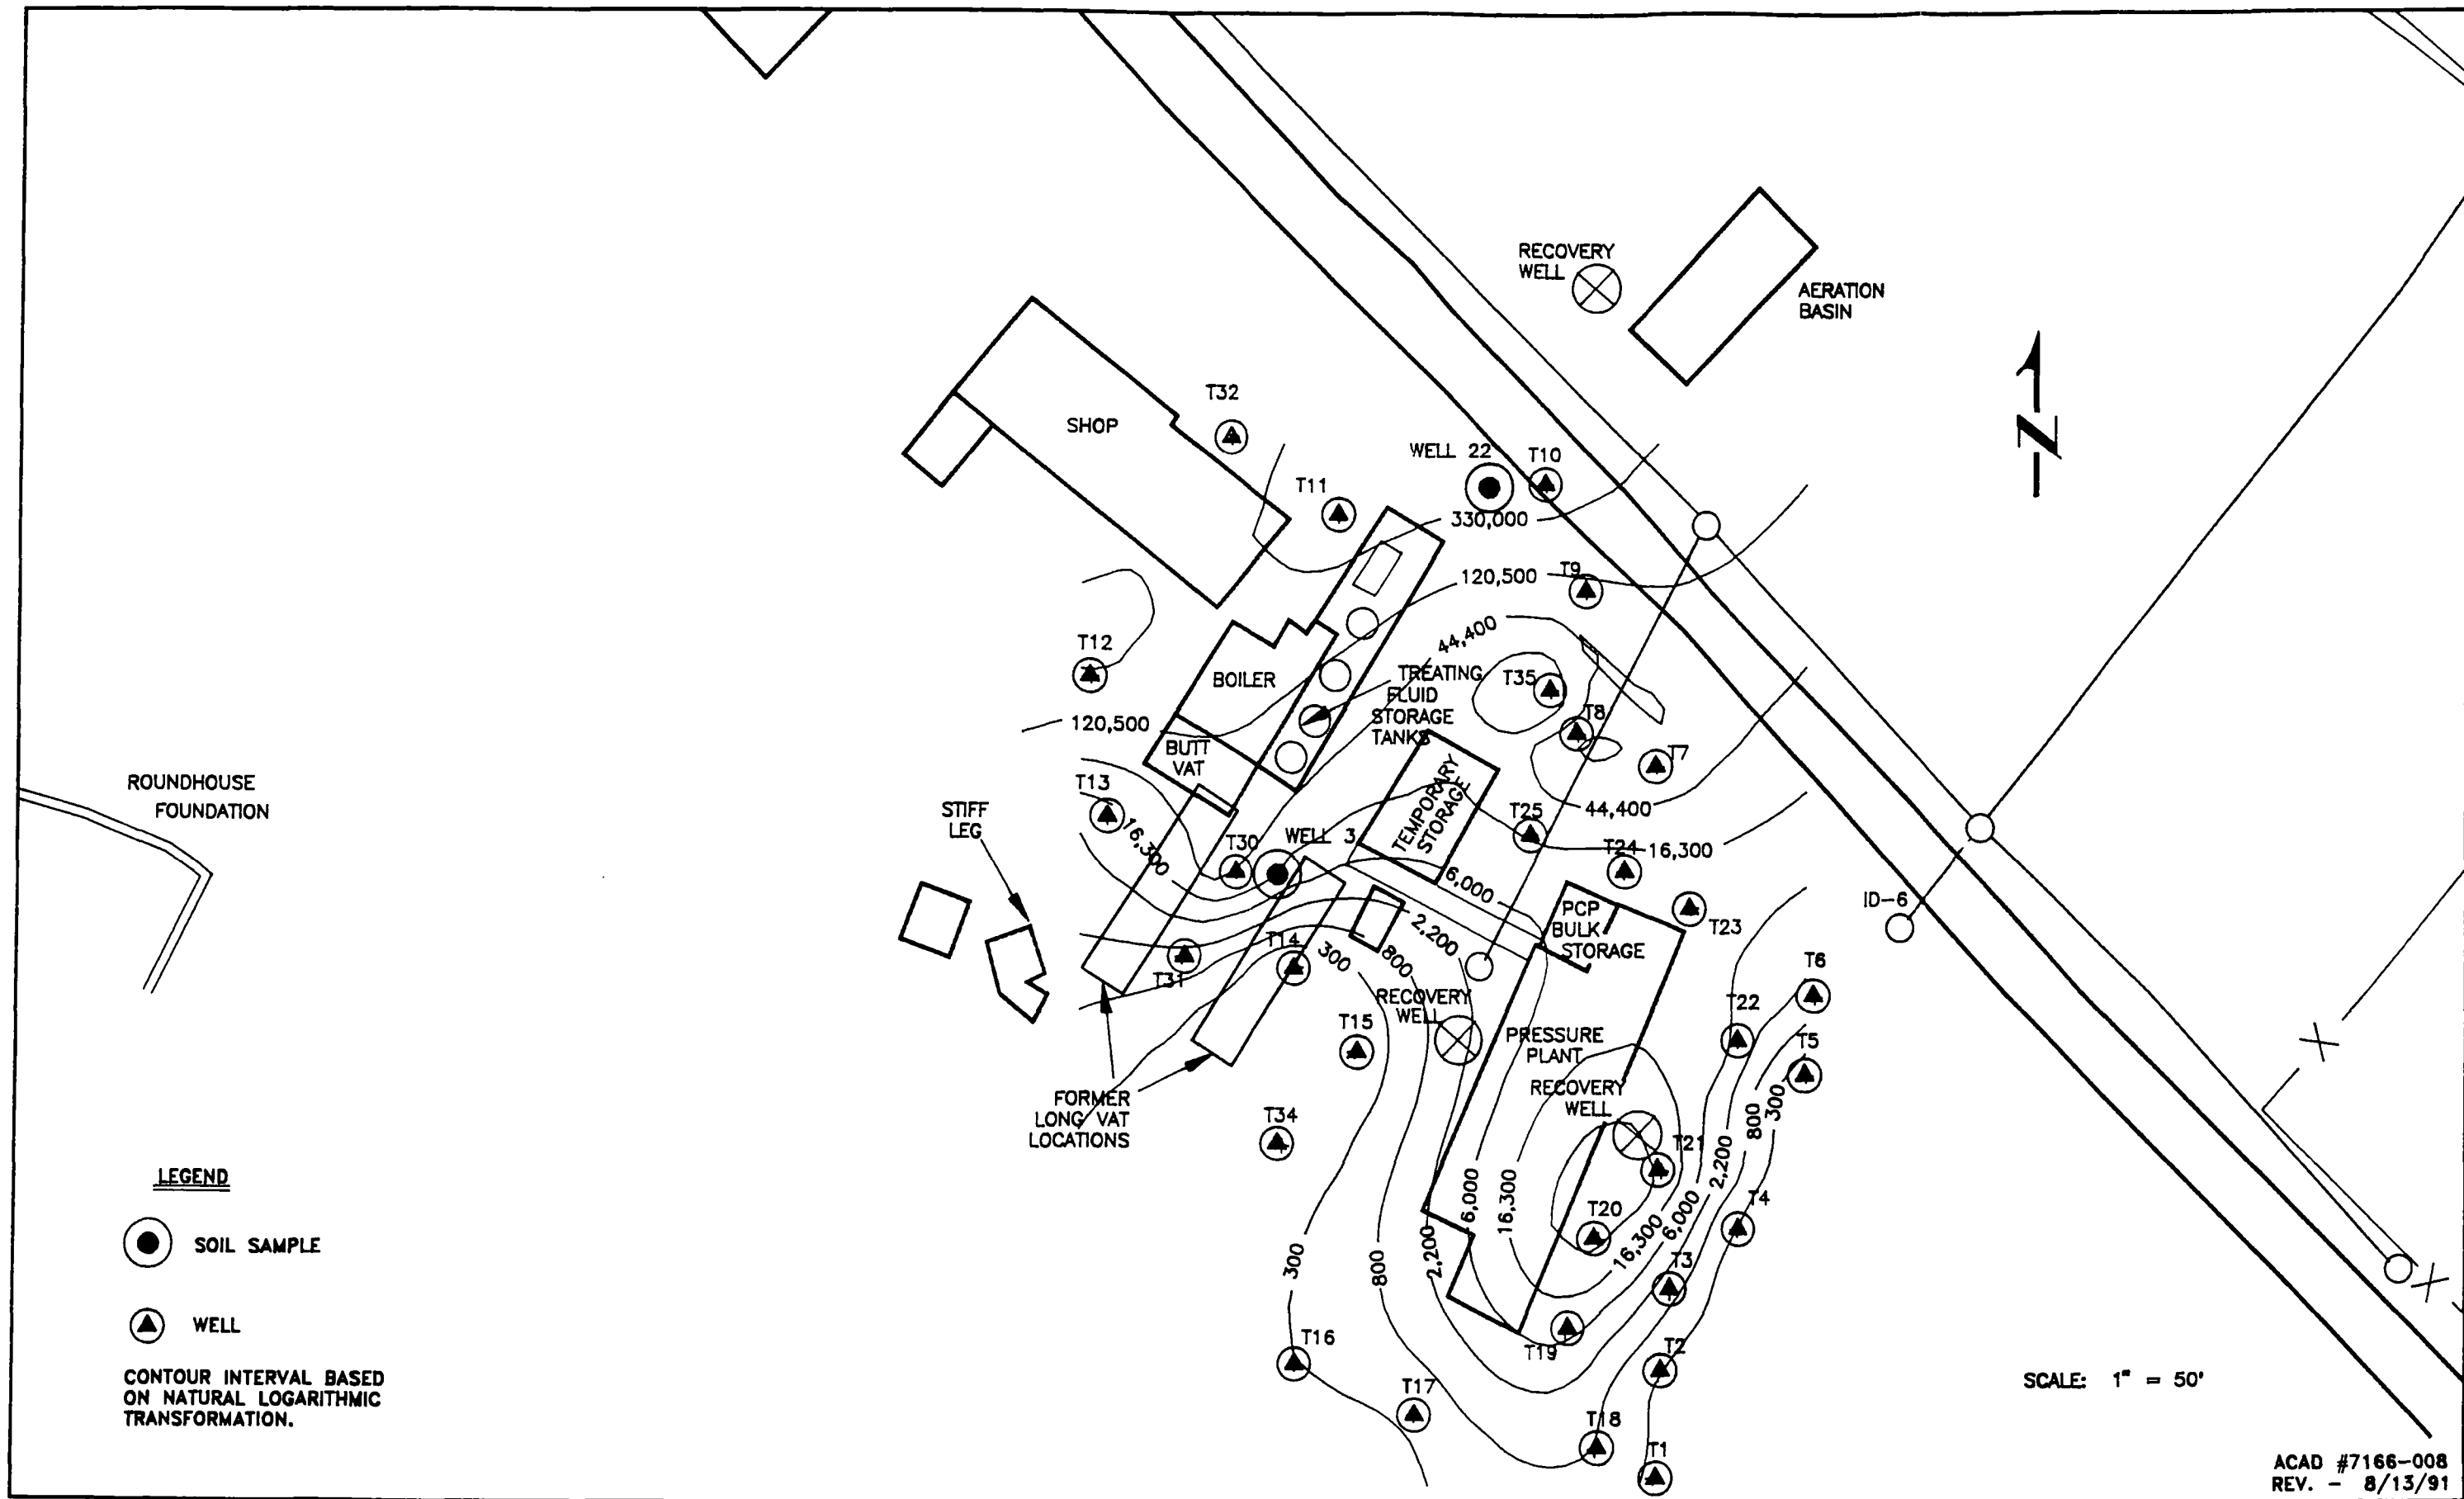 RECOVERY
WELL
AERATION
BASIN
N
T32
SHOP
WELL 22
T10
T11
330,000
120,500
T9
44,400
T12
BOILER
TREATING
FLUID
STORAGE
TANKS
T35
T8
120,500
BUTT
VAT
T7
ROUNDHOUSE
FOUNDATION
T13
STIFF
LEG
16,300
TEMPORARY
STORAGE
T25
44,400
T30
WELL 3
T24
16,300
6,000
PCP
BULK
STORAGE
T23
ID-6
2,200
T14
300
800
T31
T6
RECOVERY
WELL
T22
T15
PRESSURE
PLANT
T5
RECOVERY
WELL
FORMER
LONG VAT
LOCATIONS
T34
800
300
T21
2,200
6,000
16,300
T4
LEGEND
T20
6,000
16,300
SOIL SAMPLE
300
800
2,200
T3
WELL
T16
T19
T2
CONTOUR INTERVAL BASED
ON NATURAL LOGARITHMIC
TRANSFORMATION.
T17
SCALE: 1" = 50'
T18
T1
ACAD #7166-008
REV. - 8/13/91